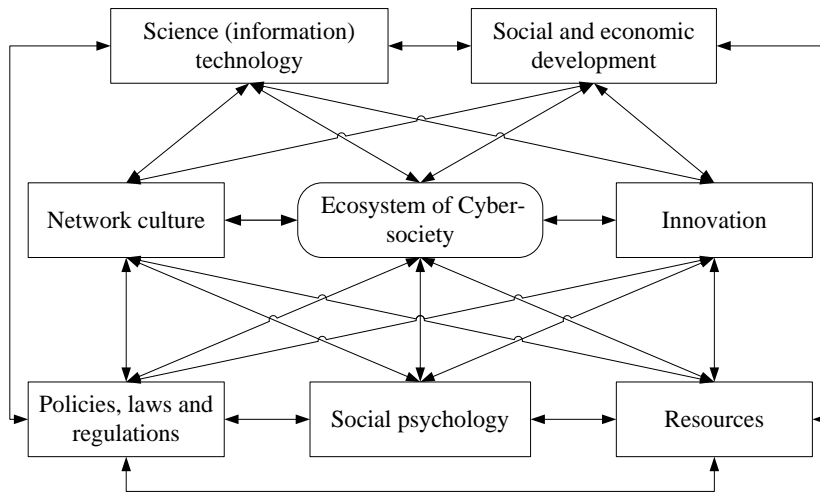 Science (information)
technology
Social and economic
development
Network culture
Ecosystem of Cyber-
society
Innovation
Policies, laws and
regulations
Social psychology
Resources